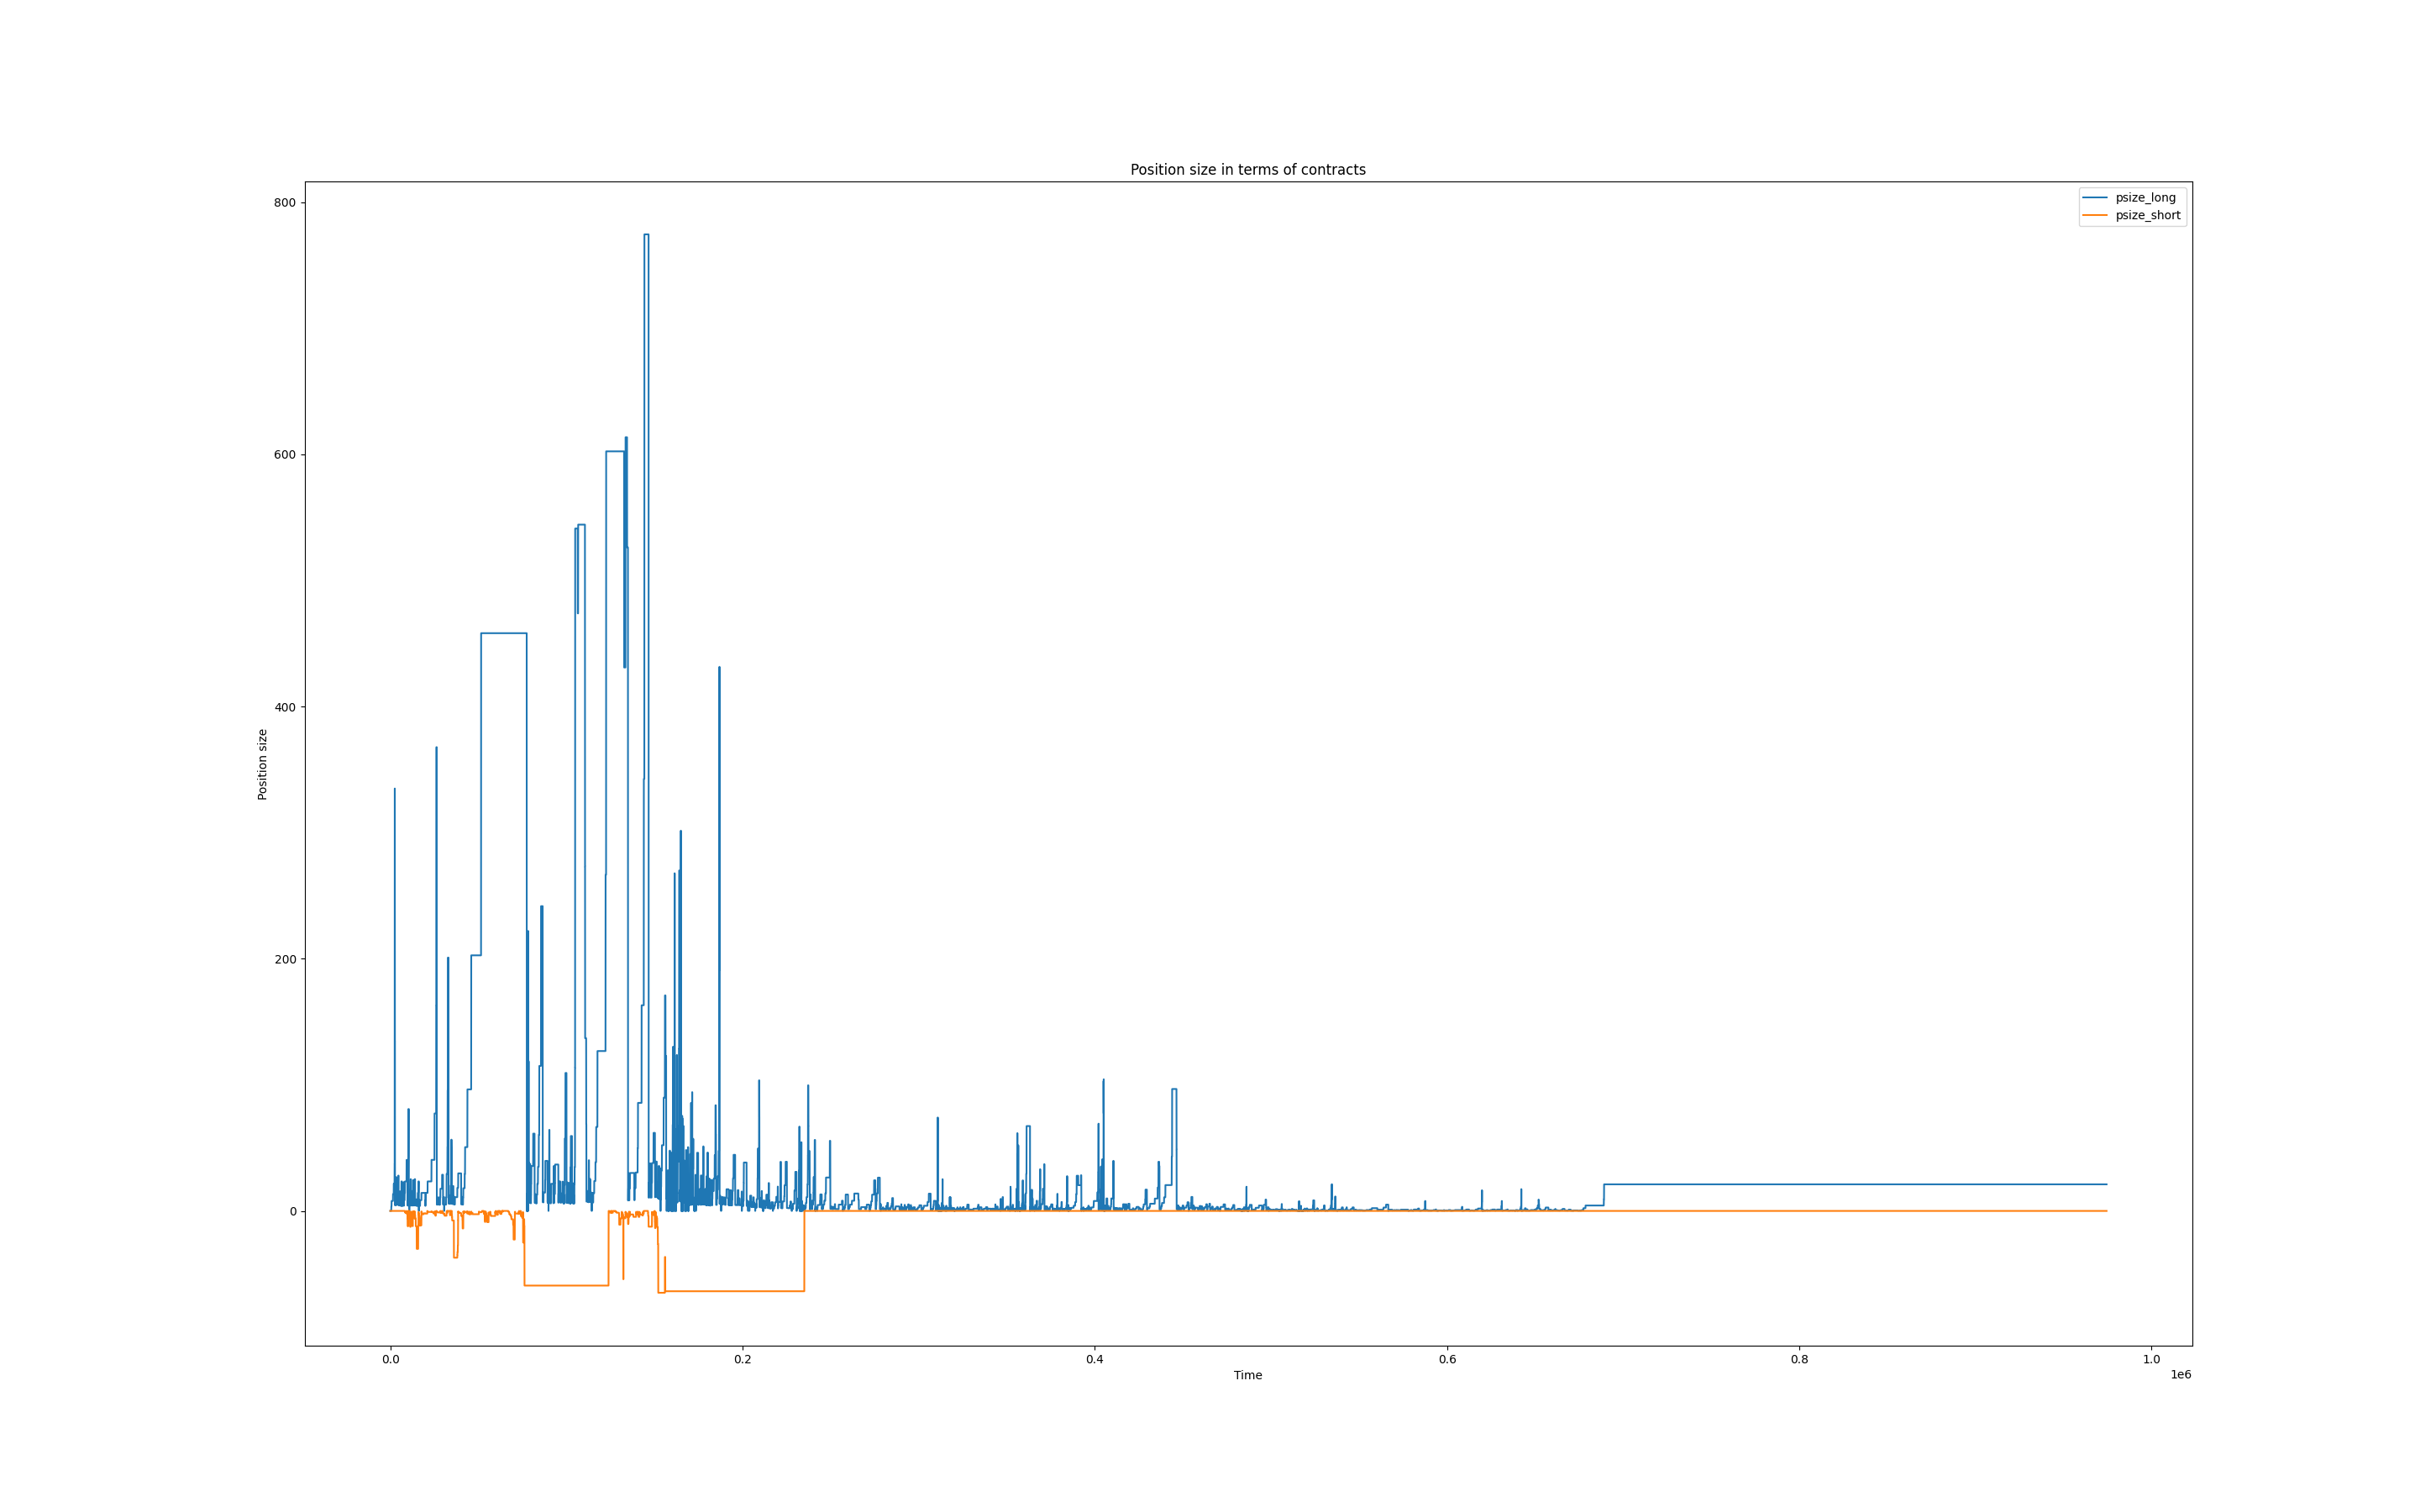 Position size in terms of contracts
psize_long
psize_short
800
600
400
200
0
Position size
0.0
0.2
0.4
0.6
0.8
1.0
Time
1e6